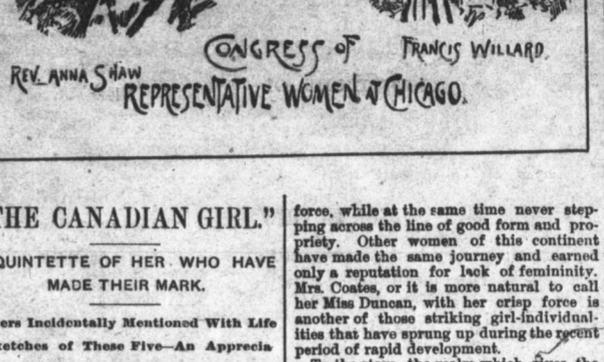 CONGRESS OF
FRANCIS WILLARD.
REV. ANNA SHAW
REPRESENTATIVE WOMEN AT CHICAGO.
THE CANADIAN GIRL."
QUINTETTE OF HER WHO HAVE
MADE THEIR MARK.
ers Incidentally Mentioned With Life
ketches of These Five—An Apprecia
force, while at the same time never step-
ping across the line of good form and pro-
priety. Other women of this continent
have made the same journey and earned
only a reputation for lack of femininity.
Mrs. Coates, or it is more natural to call
her Miss Duncan, with her crisp force is
another of those striking girl-individual-
ities that have sprung up during the recent
period of rapid development.